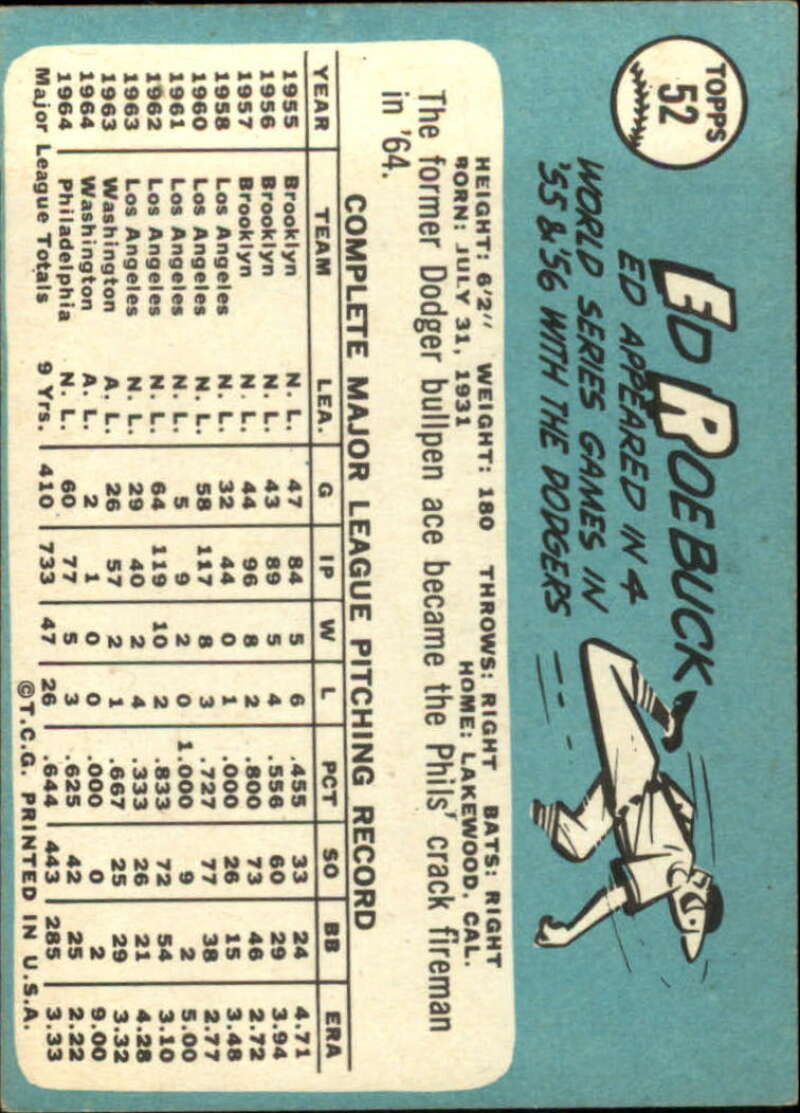 TOPPS
52
ED ROEBUCK
ED APPEARED IN 4
WORLD SERIES GAMES IN
'55 & '56 WITH THE DODGERS
HEIGHT: 6'2" WEIGHT: 180 THROWS: RIGHT BATS: RIGHT
BORN: JULY 31, 1931 HOME: LAKEWOOD, CAL.
The former Dodger bullpen ace became the Phils' crack fireman
in '64.
COMPLETE MAJOR LEAGUE PITCHING RECORD
YEAR TEAM LEA. G IP W L PCT SO BB ERA
1955 Brooklyn N. L. 47 84 5 6 .455 33 24 4.71
1956 Brooklyn N. L. 43 89 5 4 .556 60 29 3.94
1957 Brooklyn N. L. 44 96 8 2 .800 73 46 2.72
1958 Los Angeles N. L. 32 44 0 1 .000 26 15 3.48
1960 Los Angeles N. L. 58 117 8 3 .727 77 38 2.77
1961 Los Angeles N. L. 5 9 2 0 1.000 9 2 5.00
1962 Los Angeles N. L. 64 119 10 2 .833 72 54 3.10
1963 Los Angeles N. L. 29 40 2 4 .333 26 21 4.28
1963 Washington A. L. 26 57 2 1 .667 25 29 3.32
1964 Washington A. L. 2 1 0 0 .000 0 2 9.00
1964 Philadelphia N. L. 60 77 5 3 .625 42 25 2.22
Major League Totals 9 Yrs. 410 733 47 26 .644 443 285 3.33
©T.C.G. PRINTED IN U.S.A.